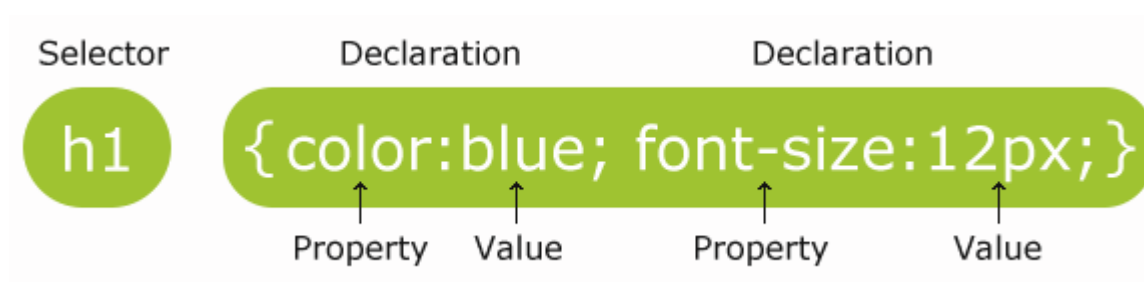 Selector Declaration Declaration
h1 { color:blue; font-size:12px; }
Property Value Property Value